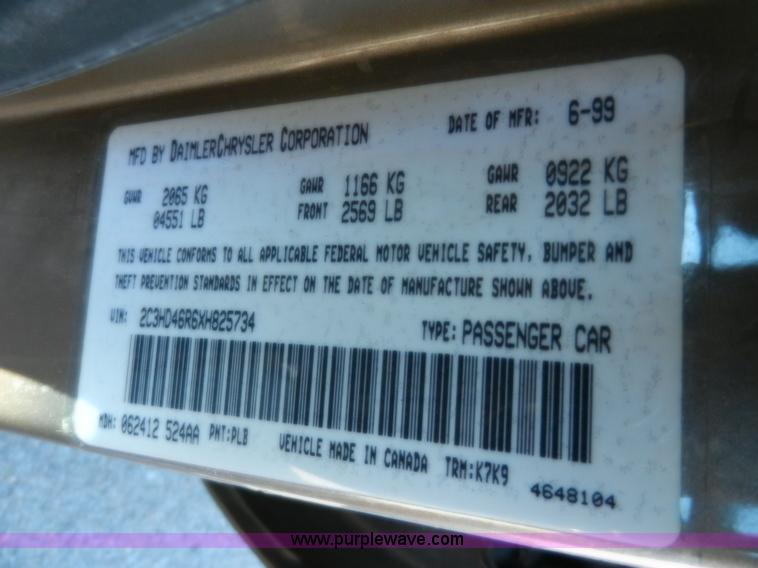 MFD BY DAIMLERCHRYSLER CORPORATION DATE OF MFR: 6-99
GVWR 2065 KG GAWR 1166 KG GAWR 0922 KG
04551 LB FRONT 2569 LB REAR 2032 LB
THIS VEHICLE CONFORMS TO ALL APPLICABLE FEDERAL MOTOR VEHICLE SAFETY, BUMPER AND
THEFT PREVENTION STANDARDS IN EFFECT ON THE DATE OF MANUFACTURE SHOWN ABOVE.
VIN: 2C3HD46R6XH825734 TYPE: PASSENGER CAR
MDH: 062412 524AA PNT:PLB VEHICLE MADE IN CANADA TRM:K7K9
4648104
www.purplewave.com